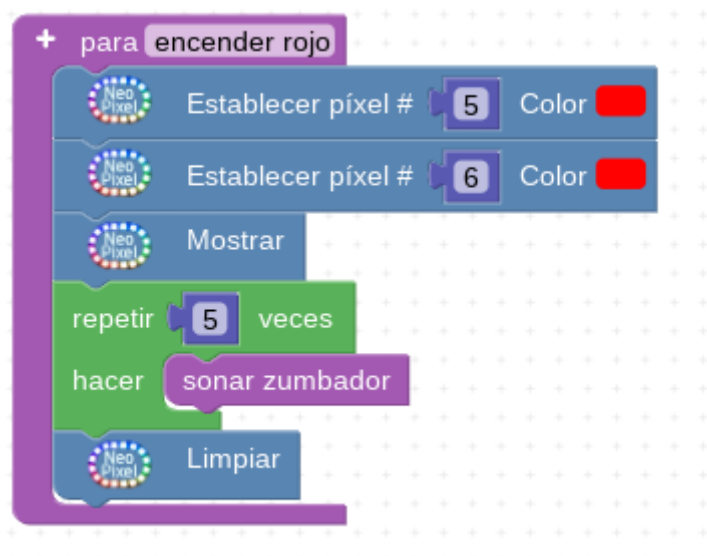 + para encender rojo
Neo Pixel Establecer píxel # 5 Color
Neo Pixel Establecer píxel # 6 Color
Neo Pixel Mostrar
repetir 5 veces
hacer sonar zumbador
Neo Pixel Limpiar